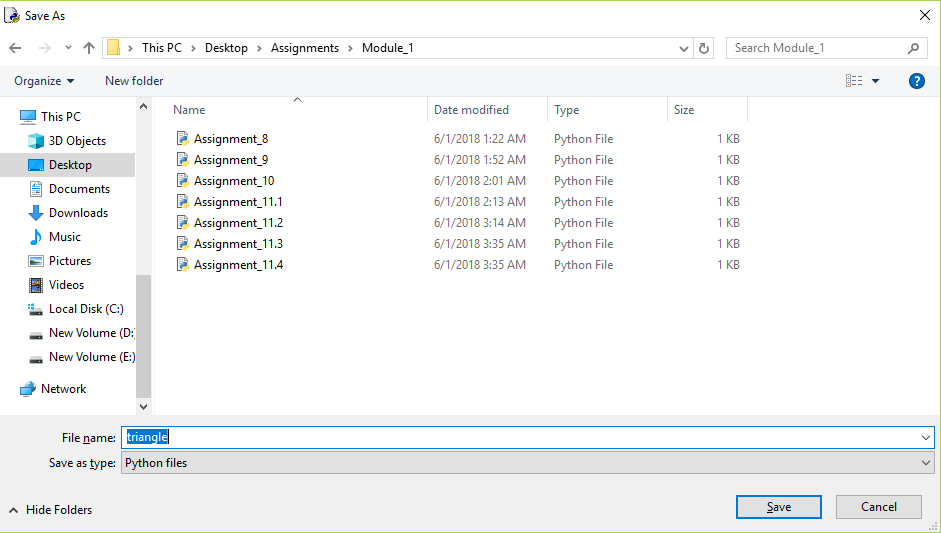 Save As
This PC > Desktop > Assignments > Module_1
Search Module_1
Organize
New folder
This PC
3D Objects
Desktop
Documents
Downloads
Music
Pictures
Videos
Local Disk (C:)
New Volume (D:
New Volume (E:)
Network
Name Date modified Type Size
Assignment_8 6/1/2018 1:22 AM Python File 1 KB
Assignment_9 6/1/2018 1:52 AM Python File 1 KB
Assignment_10 6/1/2018 2:01 AM Python File 1 KB
Assignment_11.1 6/1/2018 2:13 AM Python File 1 KB
Assignment_11.2 6/1/2018 3:14 AM Python File 1 KB
Assignment_11.3 6/1/2018 3:35 AM Python File 1 KB
Assignment_11.4 6/1/2018 3:35 AM Python File 1 KB
File name: triangle
Save as type: Python files
Hide Folders
Save
Cancel